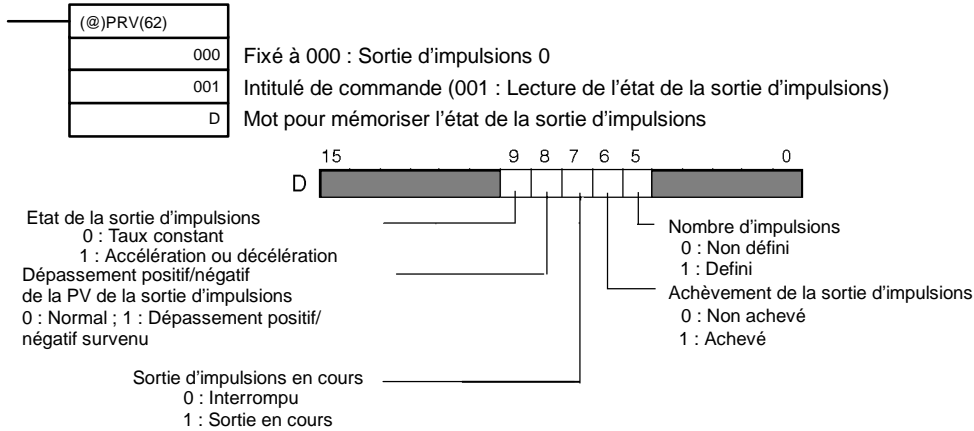 (@)PRV(62)
000 Fixé à 000 : Sortie d'impulsions 0
001 Intitulé de commande (001 : Lecture de l'état de la sortie d'impulsions)
D Mot pour mémoriser l'état de la sortie d'impulsions
15 9 8 7 6 5 0
D
Etat de la sortie d'impulsions
0 : Taux constant
1 : Accélération ou décélération
Dépassement positif/négatif
de la PV de la sortie d'impulsions
0 : Normal ; 1 : Dépassement positif/
négatif survenu
Sortie d'impulsions en cours
0 : Interrompu
1 : Sortie en cours
Nombre d'impulsions
0 : Non défini
1 : Defini
Achèvement de la sortie d'impulsions
0 : Non achevé
1 : Achevé